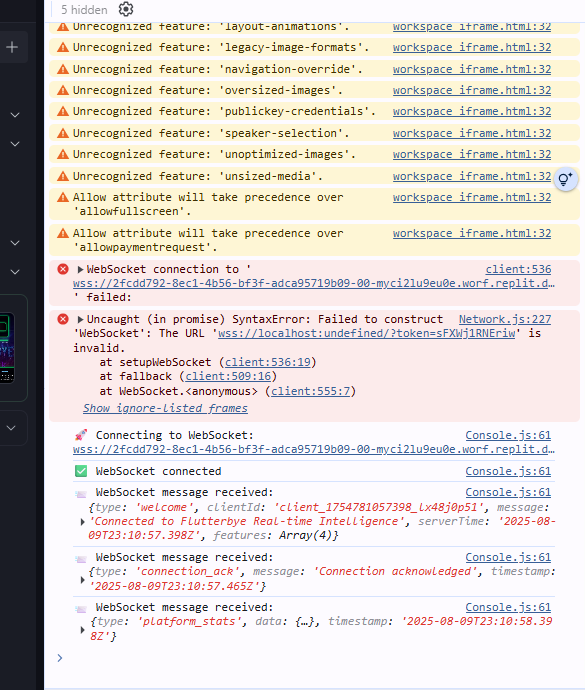 5 hidden
Unrecognized feature: 'layout-animations'. workspace_iframe.html:32
Unrecognized feature: 'legacy-image-formats'. workspace_iframe.html:32
Unrecognized feature: 'navigation-override'. workspace_iframe.html:32
Unrecognized feature: 'oversized-images'. workspace_iframe.html:32
Unrecognized feature: 'publickey-credentials'. workspace_iframe.html:32
Unrecognized feature: 'speaker-selection'. workspace_iframe.html:32
Unrecognized feature: 'unoptimized-images'. workspace_iframe.html:32
Unrecognized feature: 'unsized-media'. workspace_iframe.html:32
Allow attribute will take precedence over workspace_iframe.html:32
'allowfullscreen'.
Allow attribute will take precedence over workspace_iframe.html:32
'allowpaymentrequest'.
WebSocket connection to ' client:536
wss://2fcdd792-8ec1-4b56-bf3f-adca95719b09-00-myci2lu9eu0e.worf.replit.d…
' failed:
Uncaught (in promise) SyntaxError: Failed to construct Network.js:227
'WebSocket': The URL 'wss://localhost:undefined/?token=sFXWj1RNEriw' is
invalid.
at setupWebSocket (client:536:19)
at fallback (client:509:16)
at WebSocket.<anonymous> (client:555:7)
Show ignore-listed frames
🚀 Connecting to WebSocket: Console.js:61
wss://2fcdd792-8ec1-4b56-bf3f-adca95719b09-00-myci2lu9eu0e.worf.replit.d…
✅ WebSocket connected Console.js:61
📨 WebSocket message received: Console.js:61
{type: 'welcome', clientId: 'client_1754781057398_lx48j0p51', message:
'Connected to Flutterbye Real-time Intelligence', serverTime: '2025-08-
09T23:10:57.398Z', features: Array(4)}
📨 WebSocket message received: Console.js:61
{type: 'connection_ack', message: 'Connection acknowledged', timestamp:
'2025-08-09T23:10:57.465Z'}
📨 WebSocket message received: Console.js:61
{type: 'platform_stats', data: {…}, timestamp: '2025-08-09T23:10:58.39
8Z'}